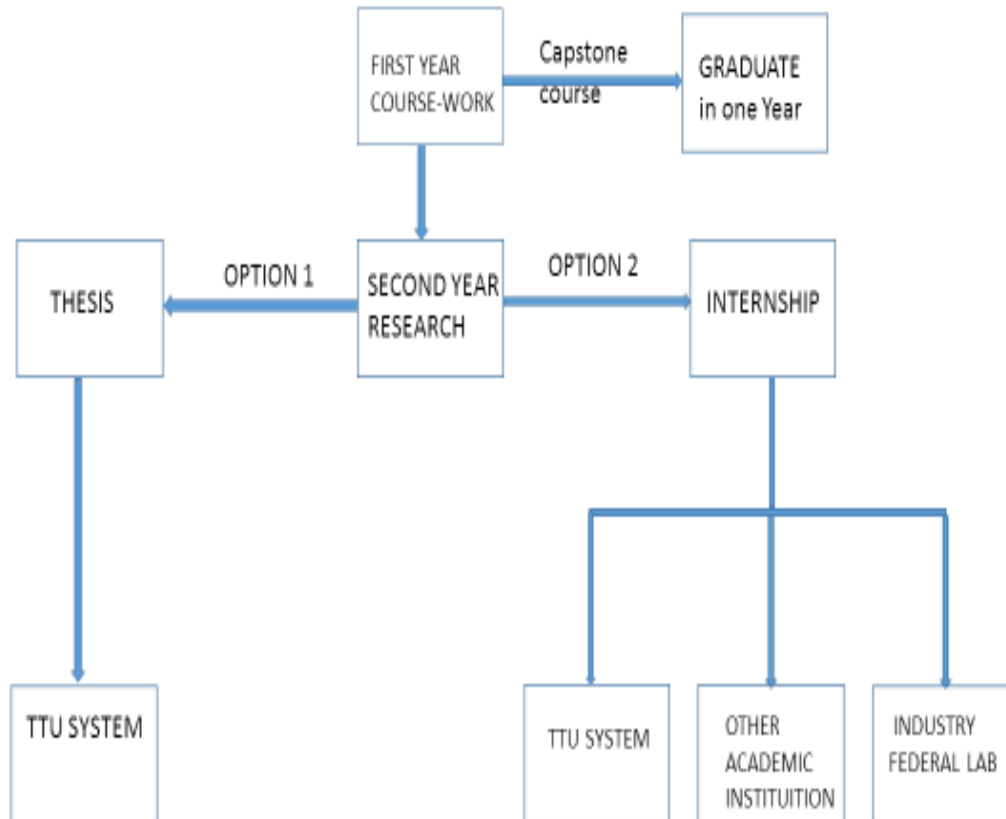 FIRST YEAR
COURSE-WORK
Capstone
course
GRADUATE
in one Year
THESIS
OPTION 1
SECOND YEAR
RESEARCH
OPTION 2
INTERNSHIP
TTU SYSTEM
TTU SYSTEM
OTHER
ACADEMIC
INSTITUITION
INDUSTRY
FEDERAL LAB